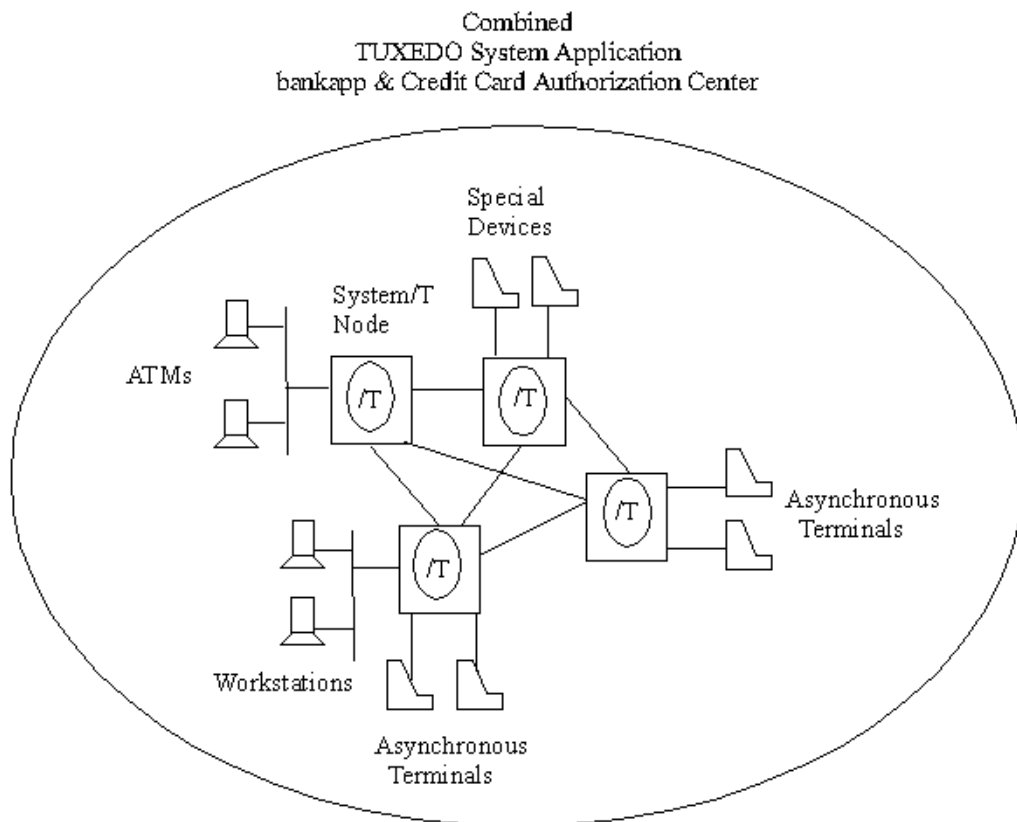 Combined
TUXEDO System Application
bankapp & Credit Card Authorization Center
Special
Devices
System/T
Node
ATMs
/T
/T
/T
Asynchronous
Terminals
/T
Workstations
Asynchronous
Terminals